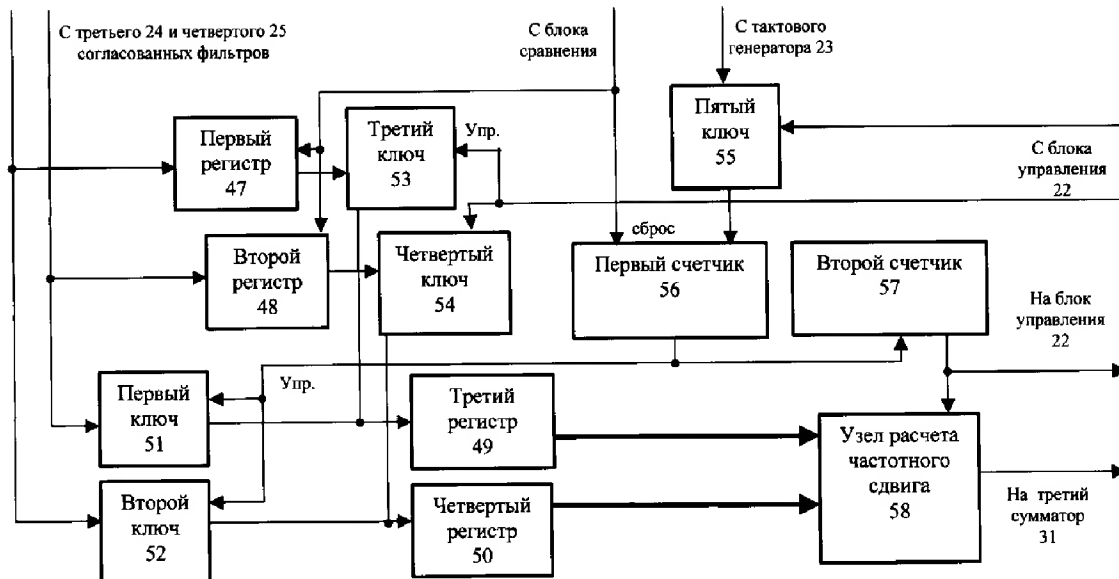 С третьего 24 и четвертого 25
согласованных фильтров
С блока
сравнения
С тактового
генератора 23
Пятый
ключ
55
Первый
регистр
47
Третий
ключ
53
Упр.
С блока
управления
22
Второй
регистр
48
Четвертый
ключ
54
сброс
Первый счетчик
56
Второй счетчик
57
На блок
управления
22
Первый
ключ
51
Упр.
Третий
регистр
49
Узел расчета
частотного
сдвига
58
Второй
ключ
52
Четвертый
регистр
50
На третий
сумматор
31